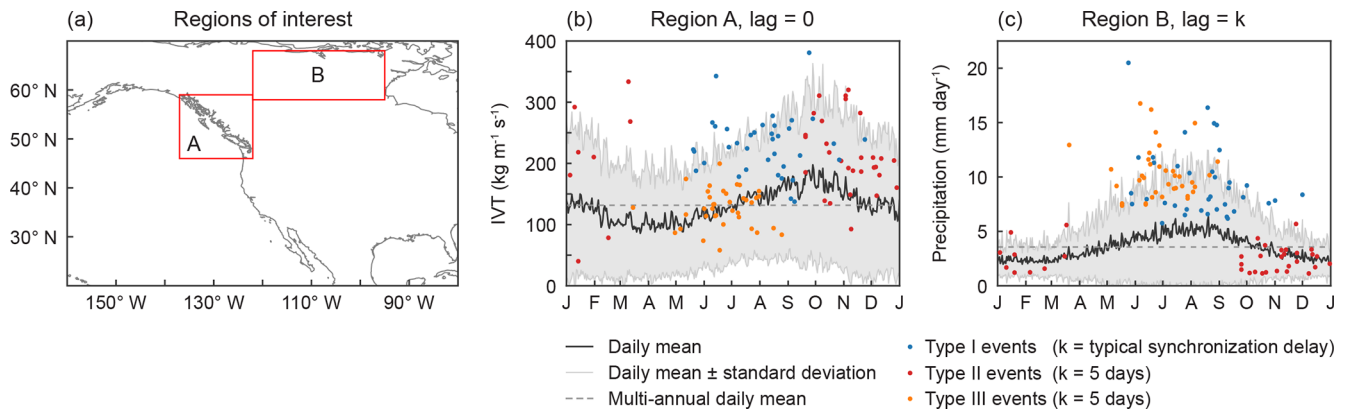 (a) Regions of interest
60° N
50° N
40° N
30° N
150° W 130° W 110° W 90° W
A
B
(b) Region A, lag = 0
IVT (kg m⁻¹ s⁻¹)
400
300
200
100
0
J F M A M J J A S O N D J
(c) Region B, lag = k
Precipitation (mm day⁻¹)
20
15
10
5
0
J F M A M J J A S O N D J
Daily mean
Daily mean ± standard deviation
Multi-annual daily mean
Type I events (k = typical synchronization delay)
Type II events (k = 5 days)
Type III events (k = 5 days)